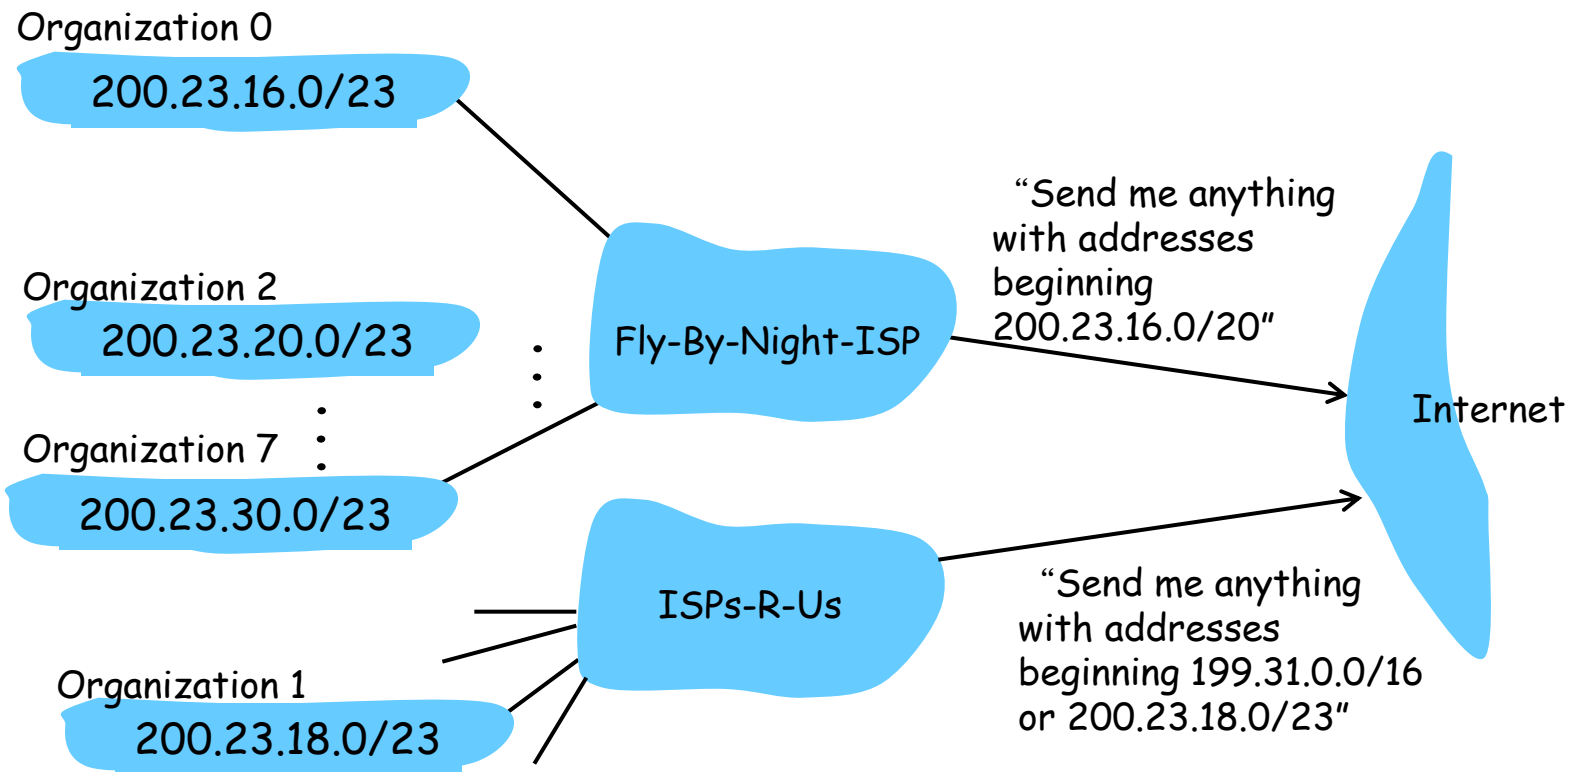 Organization 0
200.23.16.0/23
Organization 2
200.23.20.0/23
Organization 7
200.23.30.0/23
Fly-By-Night-ISP
“Send me anything
with addresses
beginning
200.23.16.0/20”
Internet
ISPs-R-Us
Organization 1
200.23.18.0/23
“Send me anything
with addresses
beginning 199.31.0.0/16
or 200.23.18.0/23”